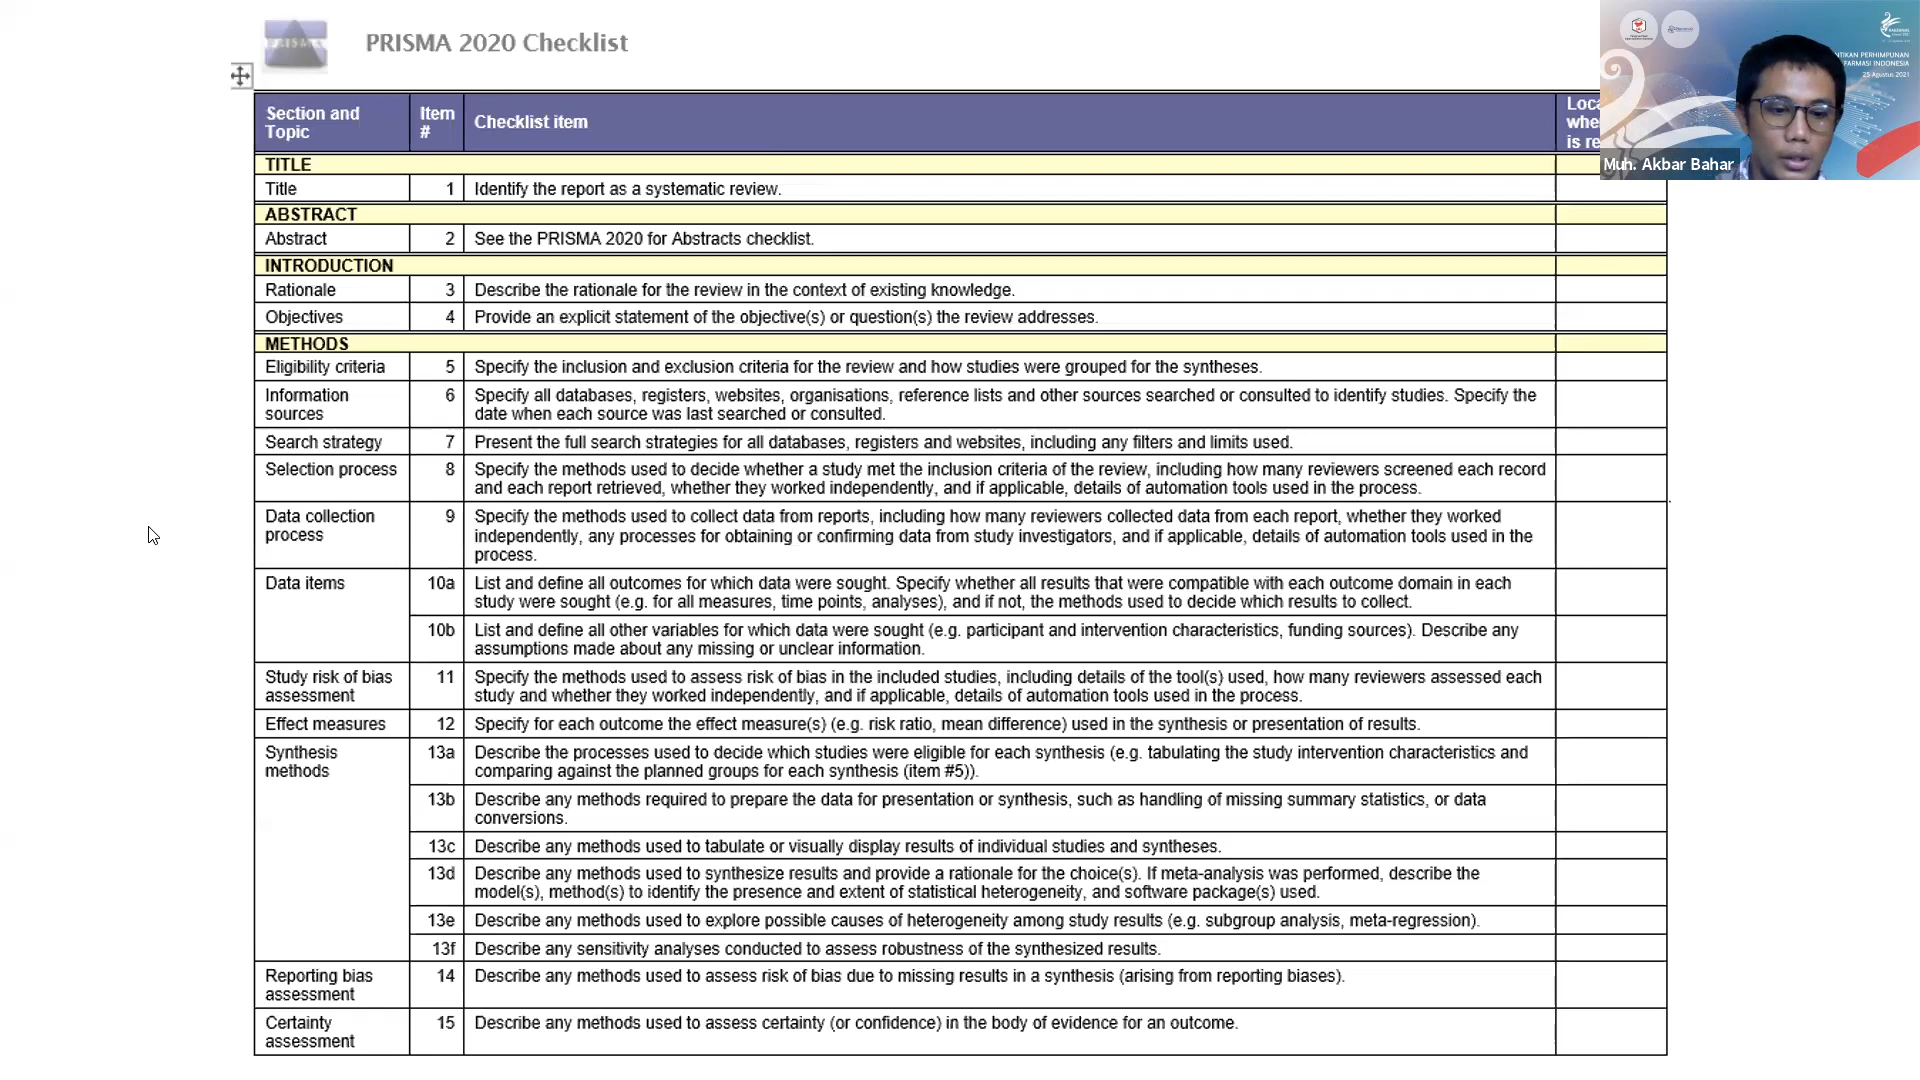 PRISMA 2020 Checklist
Section and Topic
Item #
Checklist item
TITLE
Title
1
Identify the report as a systematic review.
ABSTRACT
Abstract
2
See the PRISMA 2020 for Abstracts checklist.
INTRODUCTION
Rationale
3
Describe the rationale for the review in the context of existing knowledge.
Objectives
4
Provide an explicit statement of the objective(s) or question(s) the review addresses.
METHODS
Eligibility criteria
5
Specify the inclusion and exclusion criteria for the review and how studies were grouped for the syntheses.
Information
sources
6
Specify all databases, registers, websites, organisations, reference lists and other sources searched or consulted to identify studies. Specify the
date when each source was last searched or consulted.
Search strategy
7
Present the full search strategies for all databases, registers and websites, including any filters and limits used.
Selection process
8
Specify the methods used to decide whether a study met the inclusion criteria of the review, including how many reviewers screened each record
and each report retrieved, whether they worked independently, and if applicable, details of automation tools used in the process.
Data collection
process
9
Specify the methods used to collect data from reports, including how many reviewers collected data from each report, whether they worked
independently, any processes for obtaining or confirming data from study investigators, and if applicable, details of automation tools used in the
process.
Data items
10a
List and define all outcomes for which data were sought. Specify whether all results that were compatible with each outcome domain in each
study were sought (e.g. for all measures, time points, analyses), and if not, the methods used to decide which results to collect.
10b
List and define all other variables for which data were sought (e.g. participant and intervention characteristics, funding sources). Describe any
assumptions made about any missing or unclear information.
Study risk of bias
assessment
11
Specify the methods used to assess risk of bias in the included studies, including details of the tool(s) used, how many reviewers assessed each
study and whether they worked independently, and if applicable, details of automation tools used in the process.
Effect measures
12
Specify for each outcome the effect measure(s) (e.g. risk ratio, mean difference) used in the synthesis or presentation of results.
Synthesis
methods
13a
Describe the processes used to decide which studies were eligible for each synthesis (e.g. tabulating the study intervention characteristics and
comparing against the planned groups for each synthesis (item #5)).
13b
Describe any methods required to prepare the data for presentation or synthesis, such as handling of missing summary statistics, or data
conversions.
13c
Describe any methods used to tabulate or visually display results of individual studies and syntheses.
13d
Describe any methods used to synthesize results and provide a rationale for the choice(s). If meta-analysis was performed, describe the
model(s), method(s) to identify the presence and extent of statistical heterogeneity, and software package(s) used.
13e
Describe any methods used to explore possible causes of heterogeneity among study results (e.g. subgroup analysis, meta-regression).
13f
Describe any sensitivity analyses conducted to assess robustness of the synthesized results.
Reporting bias
assessment
14
Describe any methods used to assess risk of bias due to missing results in a synthesis (arising from reporting biases).
Certainty
assessment
15
Describe any methods used to assess certainty (or confidence) in the body of evidence for an outcome.
PERHIMPUNAN
FARMASI INDONESIA
25 Agustus 2021
Muh. Akbar Bahar